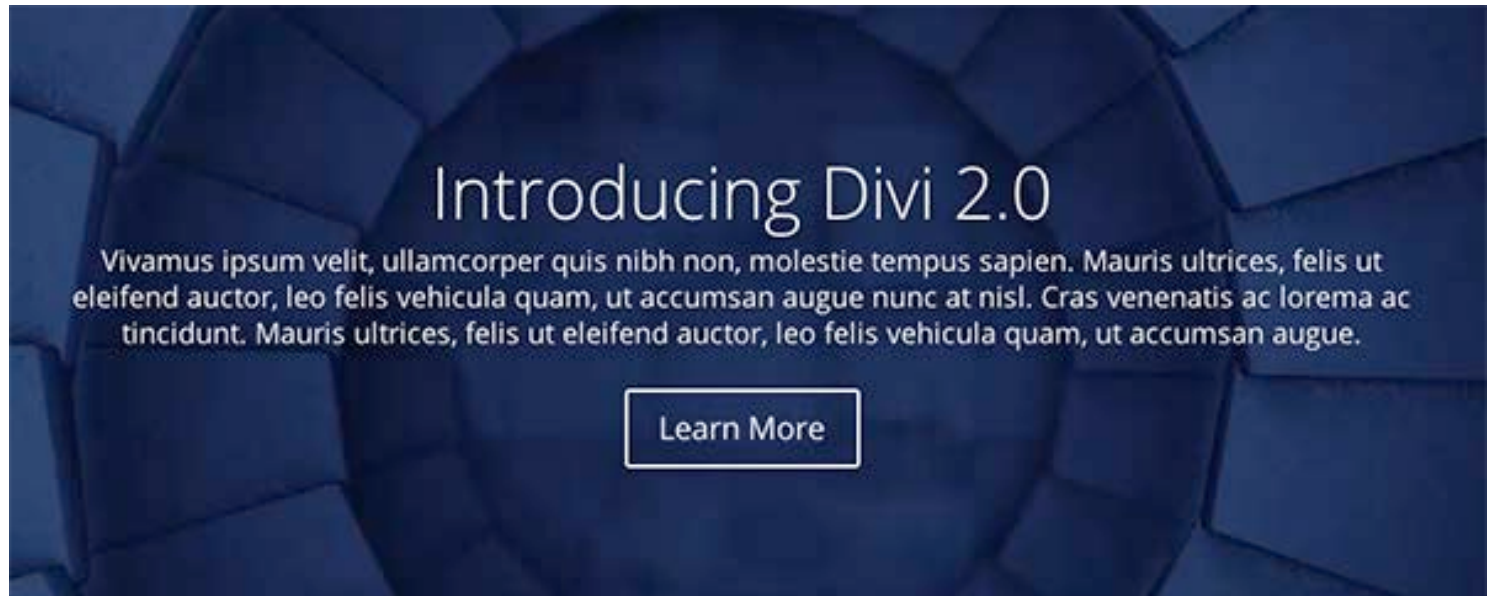 Introducing Divi 2.0
Vivamus ipsum velit, ullamcorper quis nibh non, molestie tempus sapien. Mauris ultrices, felis ut
eleifend auctor, leo felis vehicula quam, ut accumsan augue nunc at nisl. Cras venenatis ac lorema ac
tincidunt. Mauris ultrices, felis ut eleifend auctor, leo felis vehicula quam, ut accumsan augue.
Learn More